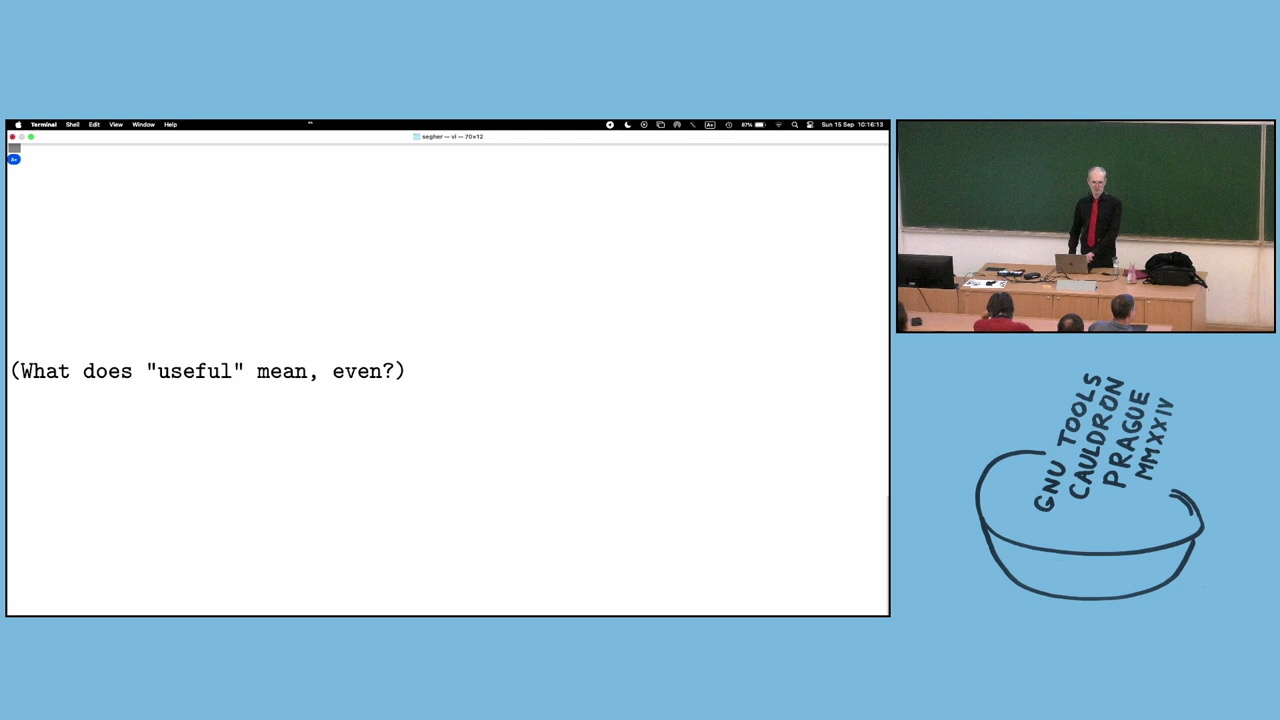 Terminal Shell Edit View Window Help
87%
Sun 15 Sep 10:16:13
segher — vi — 70×12
(What does "useful" mean, even?)
GNU TOOLS
CAULDRON
PRAGUE
MMXXIV